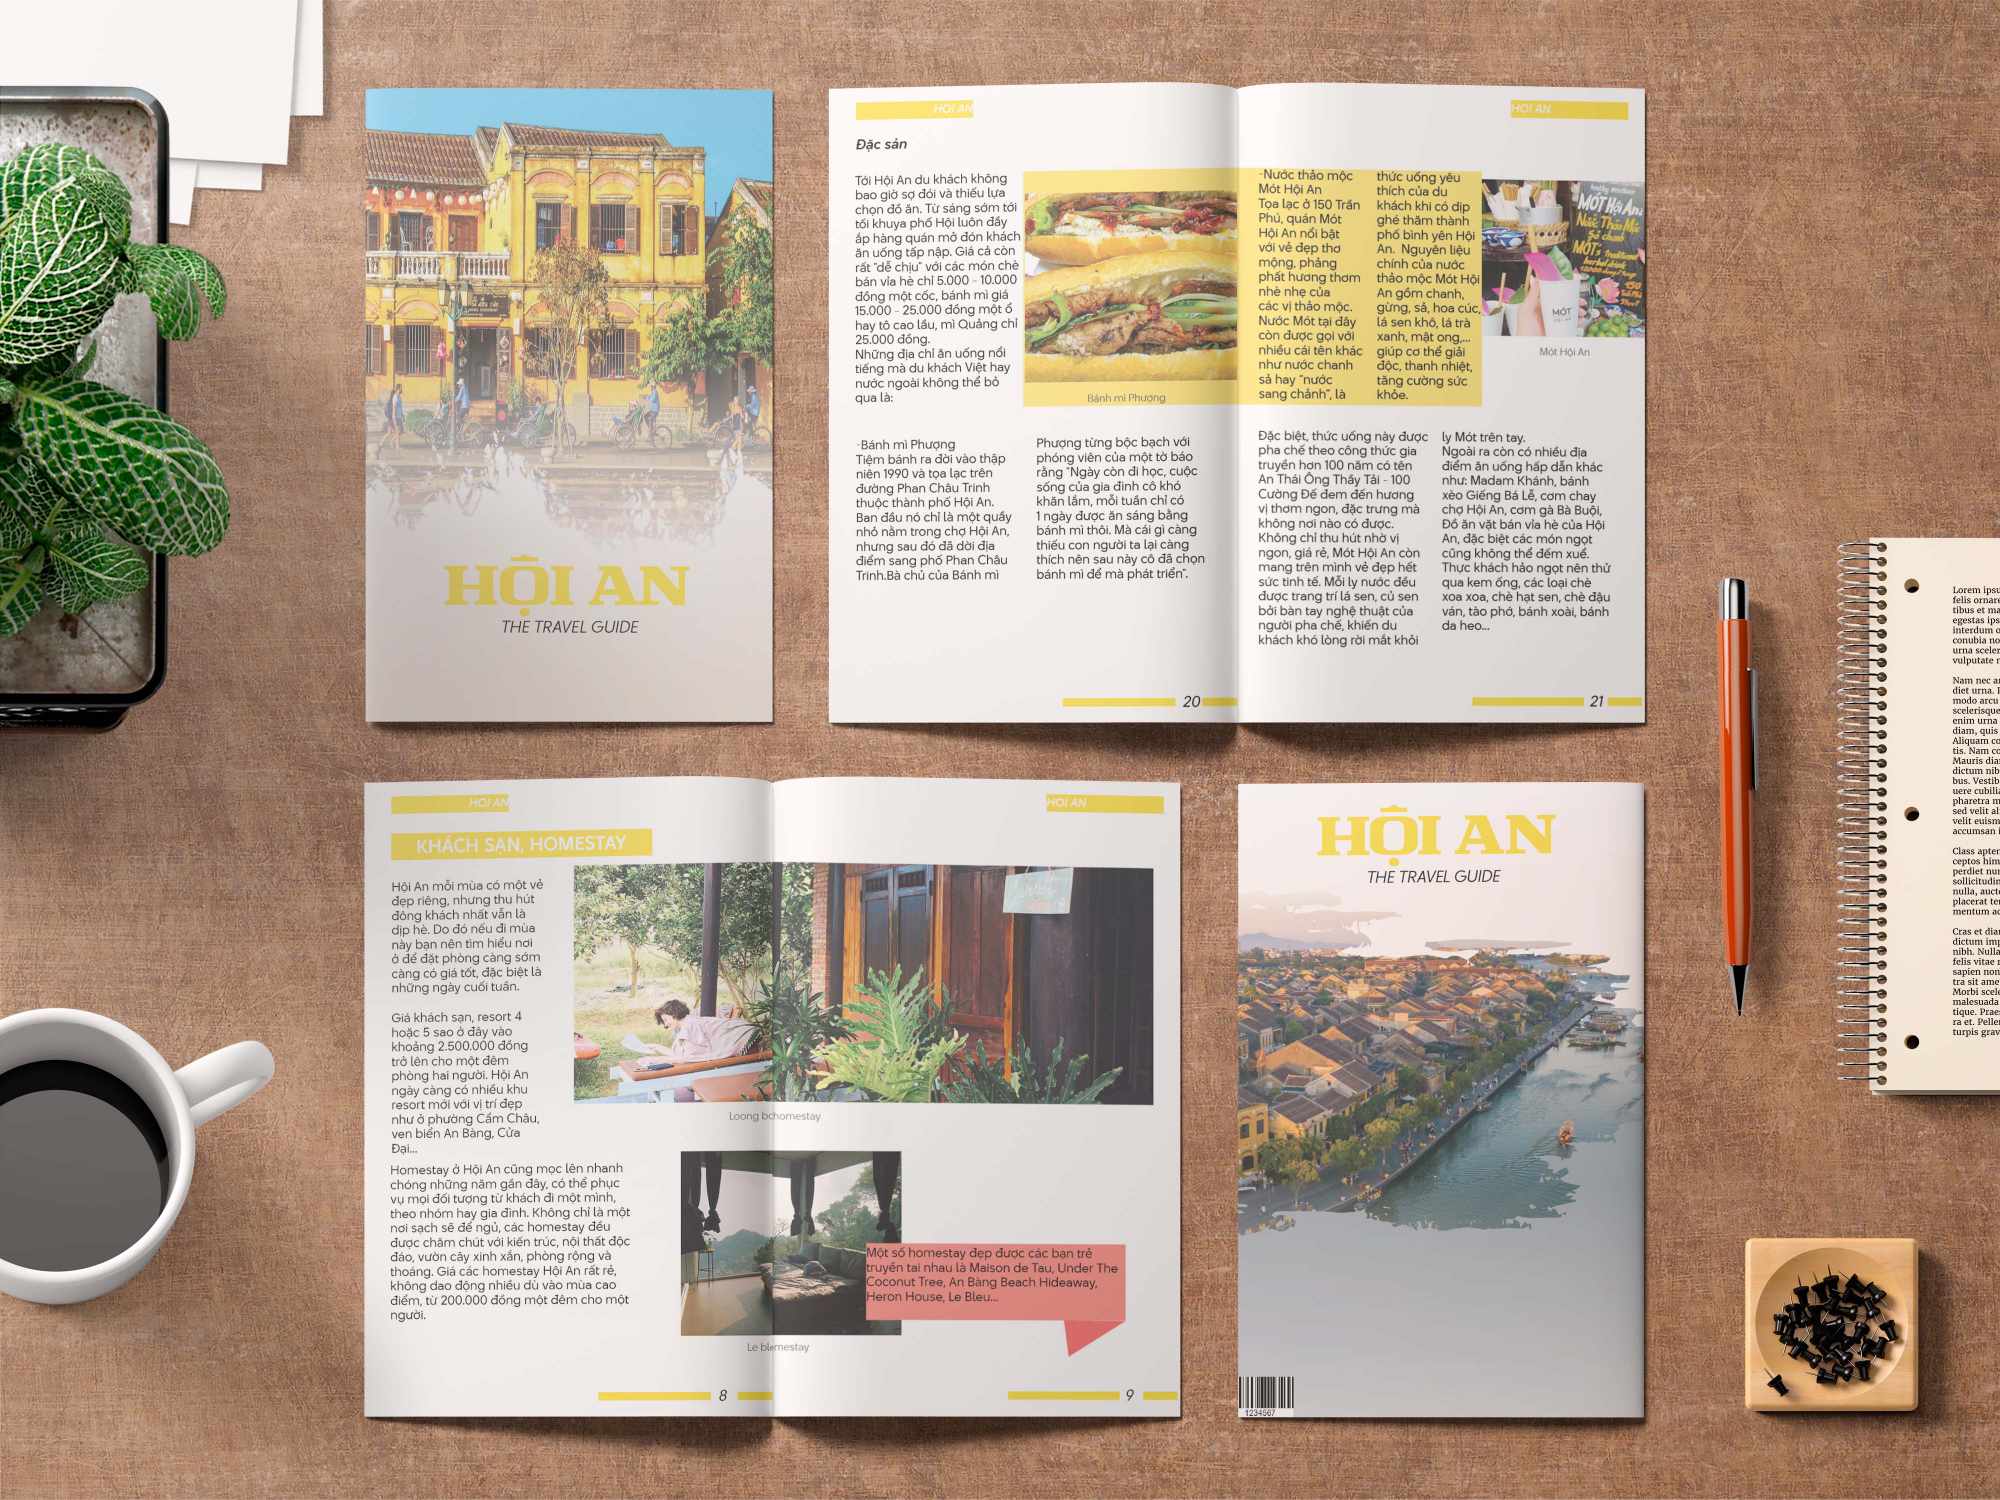 HỘI AN
THE TRAVEL GUIDE
HỘI AN
Đặc sản
Tới Hội An du khách không
bao giờ sợ đói và thiếu lựa
chọn đồ ăn. Từ sáng sớm tới
tối khuya phố Hội luôn đầy
ắp hàng quán mở đón khách
ăn uống tấp nập. Giá cả còn
rất "dễ chịu" với các món chè
bán vỉa hè chỉ 5.000 - 10.000
đồng một cốc, bánh mì giá
15.000 - 25.000 đồng một ổ
hay tô cao lầu, mì Quảng chỉ
25.000 đồng.
Những địa chỉ ăn uống nổi
tiếng mà du khách Việt hay
nước ngoài không thể bỏ
qua là:
Bánh mì Phượng
-Bánh mì Phượng
Tiệm bánh ra đời vào thập
niên 1990 và tọa lạc trên
đường Phan Châu Trinh
thuộc thành phố Hội An.
Ban đầu nó chỉ là một quầy
nhỏ nằm trong chợ Hội An,
nhưng sau đó đã dời địa
điểm sang phố Phan Châu
Trinh.Bà chủ của Bánh mì
Phượng từng bộc bạch với
phóng viên của một tờ báo
rằng "Ngày còn đi học, cuộc
sống của gia đình cô khó
khăn lắm, mỗi tuần chỉ có
1 ngày được ăn sáng bằng
bánh mì thôi. Mà cái gì càng
thiếu con người ta lại càng
thích nên sau này cô đã chọn
bánh mì để mà phát triển".
20
HỘI AN
-Nước thảo mộc
Mót Hội An
Tọa lạc ở 150 Trần
Phú, quán Mót
Hội An nổi bật
với vẻ đẹp thơ
mộng, phảng
phất hương thơm
nhè nhẹ của
các vị thảo mộc.
Nước Mót tại đây
còn được gọi với
nhiều cái tên khác
như nước chanh
sả hay "nước
sang chảnh", là
thức uống yêu
thích của du
khách khi có dịp
ghé thăm thành
phố bình yên Hội
An. Nguyên liệu
chính của nước
thảo mộc Mót Hội
An gồm chanh,
gừng, sả, hoa cúc,
lá sen khô, lá trà
xanh, mật ong,...
giúp cơ thể giải
độc, thanh nhiệt,
tăng cường sức
khỏe.
MÓT Hội An
MÓT
Mót Hội An
Đặc biệt, thức uống này được
pha chế theo công thức gia
truyền hơn 100 năm có tên
An Thái Ông Thầy Tải - 100
Cường Để đem đến hương
vị thơm ngon, đặc trưng mà
không nơi nào có được.
Không chỉ thu hút nhờ vị
ngon, giá rẻ, Mót Hội An còn
mang trên mình vẻ đẹp hết
sức tinh tế. Mỗi ly nước đều
được trang trí lá sen, củ sen
bởi bàn tay nghệ thuật của
người pha chế, khiến du
khách khó lòng rời mắt khỏi
ly Mót trên tay.
Ngoài ra còn có nhiều địa
điểm ăn uống hấp dẫn khác
như: Madam Khánh, bánh
xèo Giếng Bá Lễ, cơm chay
chợ Hội An, cơm gà Bà Buội,
Đồ ăn vặt bán vỉa hè của Hội
An, đặc biệt các món ngọt
cũng không thể đếm xuể.
Thực khách hảo ngọt nên thử
qua kem ống, các loại chè
xoa xoa, chè hạt sen, chè đậu
ván, tào phớ, bánh xoài, bánh
da heo...
21
HỘI AN
KHÁCH SẠN, HOMESTAY
Hội An mỗi mùa có một vẻ
đẹp riêng, nhưng thu hút
đông khách nhất vẫn là
dịp hè. Do đó nếu đi mùa
này bạn nên tìm hiểu nơi
ở để đặt phòng càng sớm
càng có giá tốt, đặc biệt là
những ngày cuối tuần.
Giá khách sạn, resort 4
hoặc 5 sao ở đây vào
khoảng 2.500.000 đồng
trở lên cho một đêm
phòng hai người. Hội An
ngày càng có nhiều khu
resort mới với vị trí đẹp
như ở phường Cẩm Châu,
ven biển An Bàng, Cửa
Đại...
Homestay ở Hội An cũng mọc lên nhanh
chóng những năm gần đây, có thể phục
vụ mọi đối tượng từ khách đi một mình,
theo nhóm hay gia đình. Không chỉ là một
nơi sạch sẽ để ngủ, các homestay đều
được chăm chút với kiến trúc, nội thất độc
đáo, vườn cây xinh xắn, phòng rộng và
thoáng. Giá các homestay Hội An rất rẻ,
không dao động nhiều dù vào mùa cao
điểm, từ 200.000 đồng một đêm cho một
người.
8
HỘI AN
Loong bchomestay
Le blemestay
Một số homestay đẹp được các bạn trẻ
truyền tai nhau là Maison de Tau, Under The
Coconut Tree, An Bàng Beach Hideaway,
Heron House, Le Bleu...
9
HỘI AN
THE TRAVEL GUIDE
1234567
Lorem ipsu
felis ornare
tibus et ma
egestas ips
interdum o
conubia no
urna sceler
vulputate n
Nam nec ar
diet urna. I
modo arcu
scelerisque
enim urna
diam, quis
Aliquam co
tis. Nam co
Mauris diar
dictum nib
bus. Vestib
uere cubilia
pharetra m
sed velit al
velit euism
accumsan i
Class apten
ceptos him
perdiet nur
sollicitudin
nulla, aucto
placerat ter
mentum ac
Cras et diar
dictum imp
nibh. Nulla
felis vitae r
sapien non
tra sit ame
Morbi scele
malesuada
tique. Prae
ra et. Peller
turpis grav